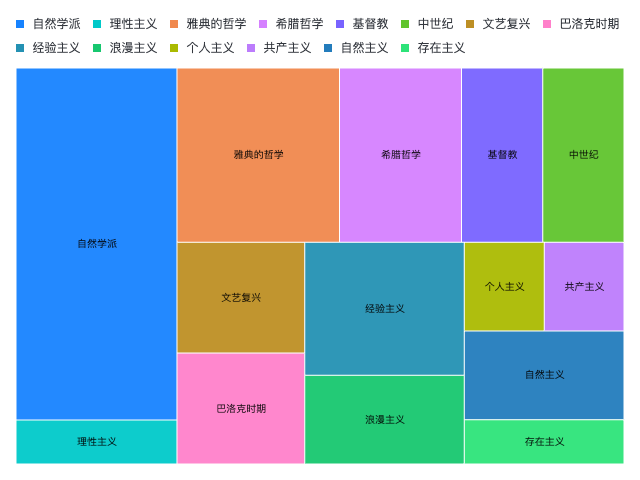 自然学派 理性主义 雅典的哲学 希腊哲学 基督教 中世纪 文艺复兴 巴洛克时期
经验主义 浪漫主义 个人主义 共产主义 自然主义 存在主义
自然学派
理性主义
雅典的哲学
希腊哲学
基督教
中世纪
文艺复兴
巴洛克时期
经验主义
浪漫主义
个人主义
共产主义
自然主义
存在主义